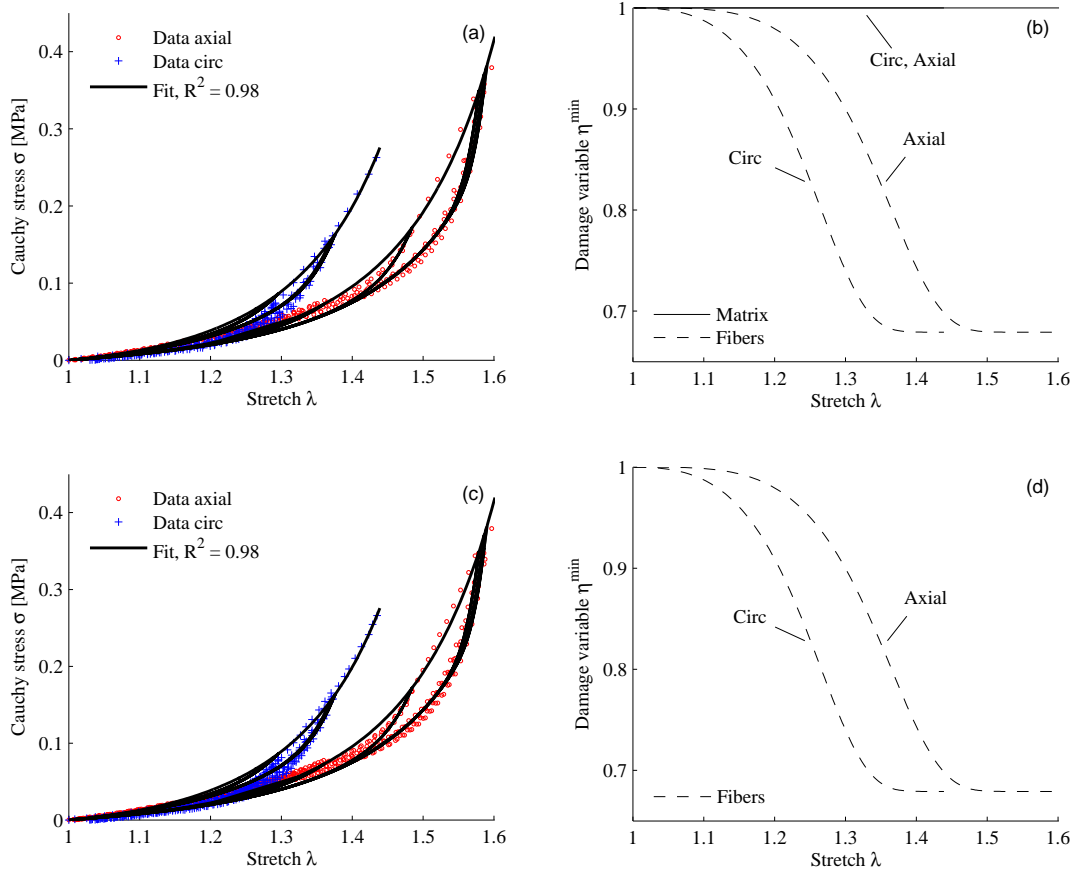 (a)
Data axial
Data circ
Fit, R² = 0.98
Cauchy stress σ [MPa]
0.4
0.3
0.2
0.1
0
1 1.1 1.2 1.3 1.4 1.5 1.6
Stretch λ
(b)
Circ, Axial
Axial
Circ
Matrix
Fibers
Damage variable η^min
1
0.9
0.8
0.7
1 1.1 1.2 1.3 1.4 1.5 1.6
Stretch λ
(c)
Data axial
Data circ
Fit, R² = 0.98
Cauchy stress σ [MPa]
0.4
0.3
0.2
0.1
0
1 1.1 1.2 1.3 1.4 1.5 1.6
Stretch λ
(d)
Axial
Circ
Fibers
Damage variable η^min
1
0.9
0.8
0.7
1 1.1 1.2 1.3 1.4 1.5 1.6
Stretch λ